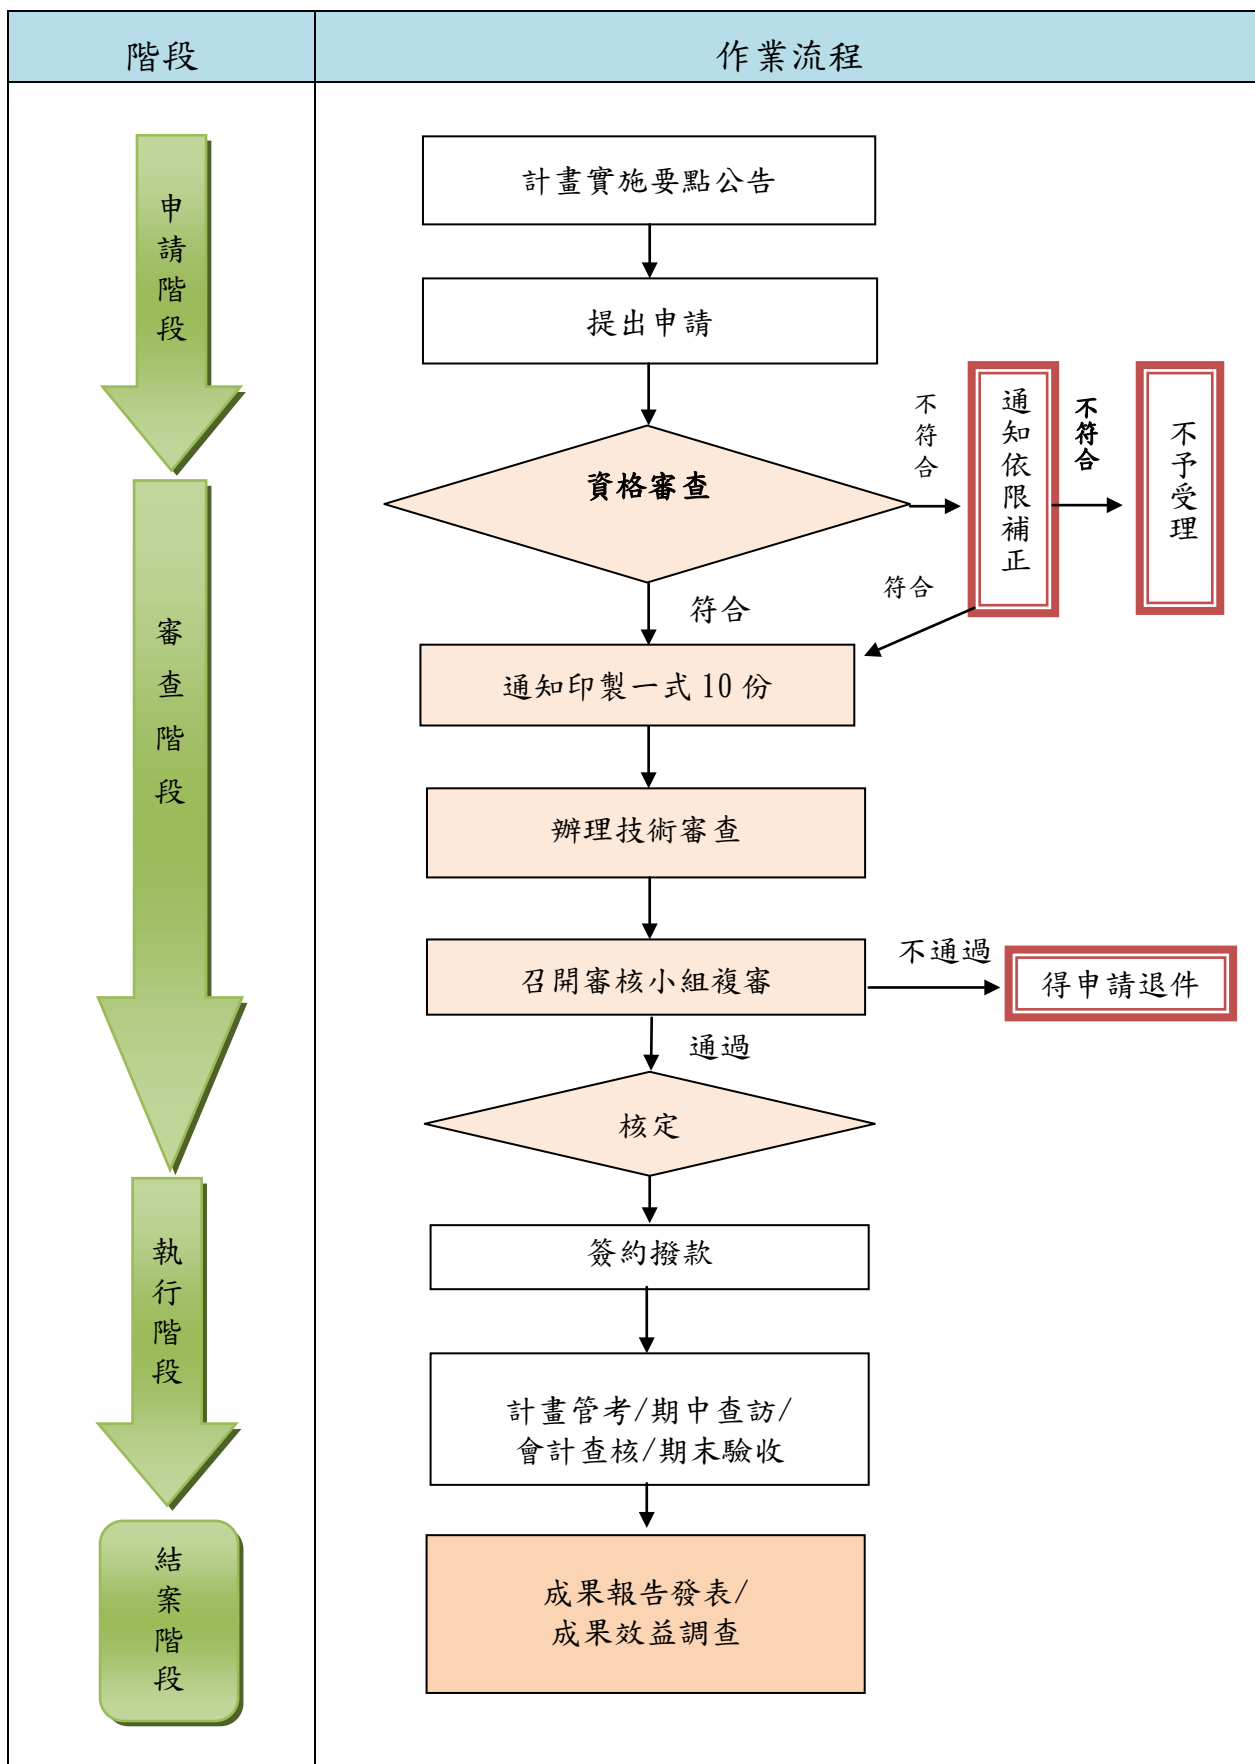 階段
作業流程
申請階段
審查階段
執行階段
結案階段
計畫實施要點公告
提出申請
資格審查
不符合
通知依限補正
不符合
不予受理
符合
符合
通知印製一式 10 份
辦理技術審查
召開審核小組複審
不通過
得申請退件
通過
核定
簽約撥款
計畫管考/期中查訪/
會計查核/期末驗收
成果報告發表/
成果效益調查